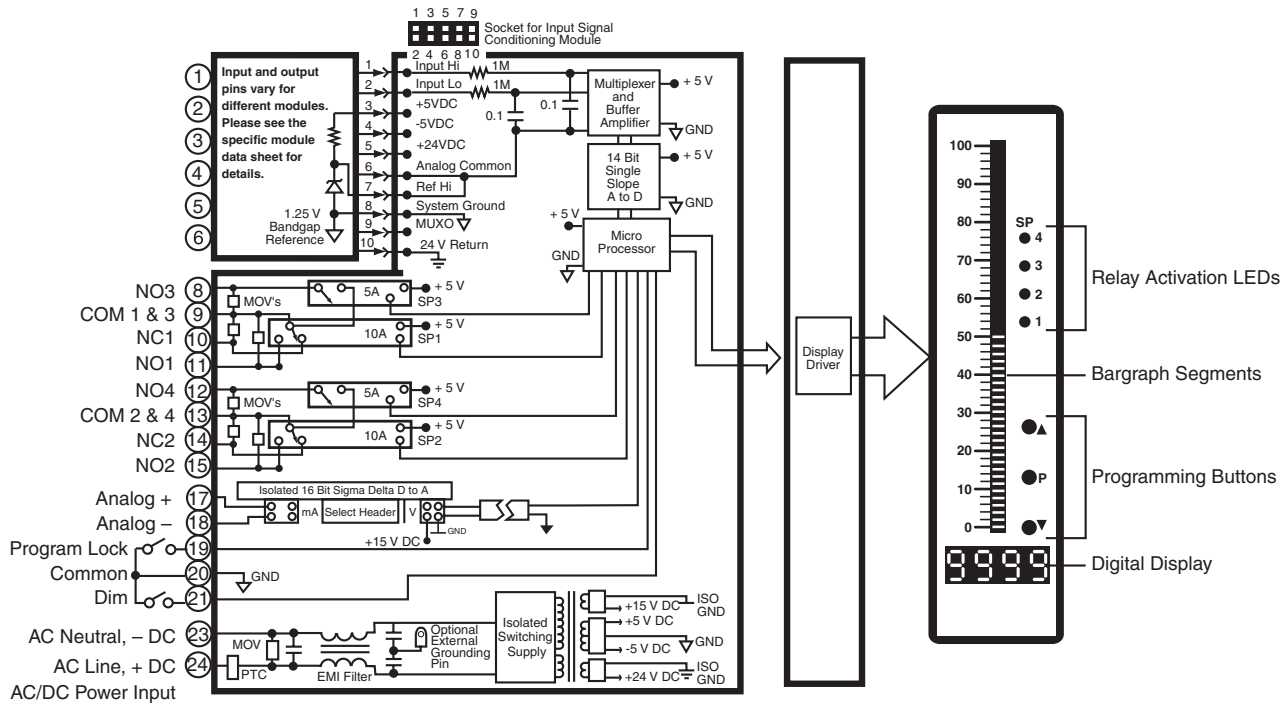 1 3 5 7 9
Socket for Input Signal
Conditioning Module
2 4 6 8 10
1
2
3
4
5
6
Input and output
pins vary for
different modules.
Please see the
specific module
data sheet for
details.
1.25 V
Bandgap
Reference
1
2
3
4
5
6
7
8
9
10
Input Hi
1M
Input Lo
1M
+5VDC
-5VDC
+24VDC
Analog Common
Ref Hi
System Ground
MUXO
24 V Return
0.1
0.1
Multiplexer
and
Buffer
Amplifier
+ 5 V
GND
14 Bit
Single
Slope
A to D
+ 5 V
GND
+ 5 V
Micro
Processor
GND
NO3 8
COM 1 & 3 9
NC1 10
NO1 11
MOV's
5A
+ 5 V
SP3
10A
+ 5 V
SP1
NO4 12
COM 2 & 4 13
NC2 14
NO2 15
MOV's
5A
+ 5 V
SP4
10A
+ 5 V
SP2
Analog + 17
Analog – 18
Isolated 16 Bit Sigma Delta D to A
mA
Select Header
V
GND
+15 V DC
Program Lock 19
Common 20
GND
Dim 21
AC Neutral, – DC 23
AC Line, + DC 24
AC/DC Power Input
MOV
PTC
EMI Filter
Optional
External
Grounding
Pin
Isolated
Switching
Supply
+15 V DC
ISO
GND
+5 V DC
GND
-5 V DC
+24 V DC
ISO
GND
Display
Driver
100
90
80
70
60
50
40
30
20
10
0
SP
4
3
2
1
P
9999
Relay Activation LEDs
Bargraph Segments
Programming Buttons
Digital Display